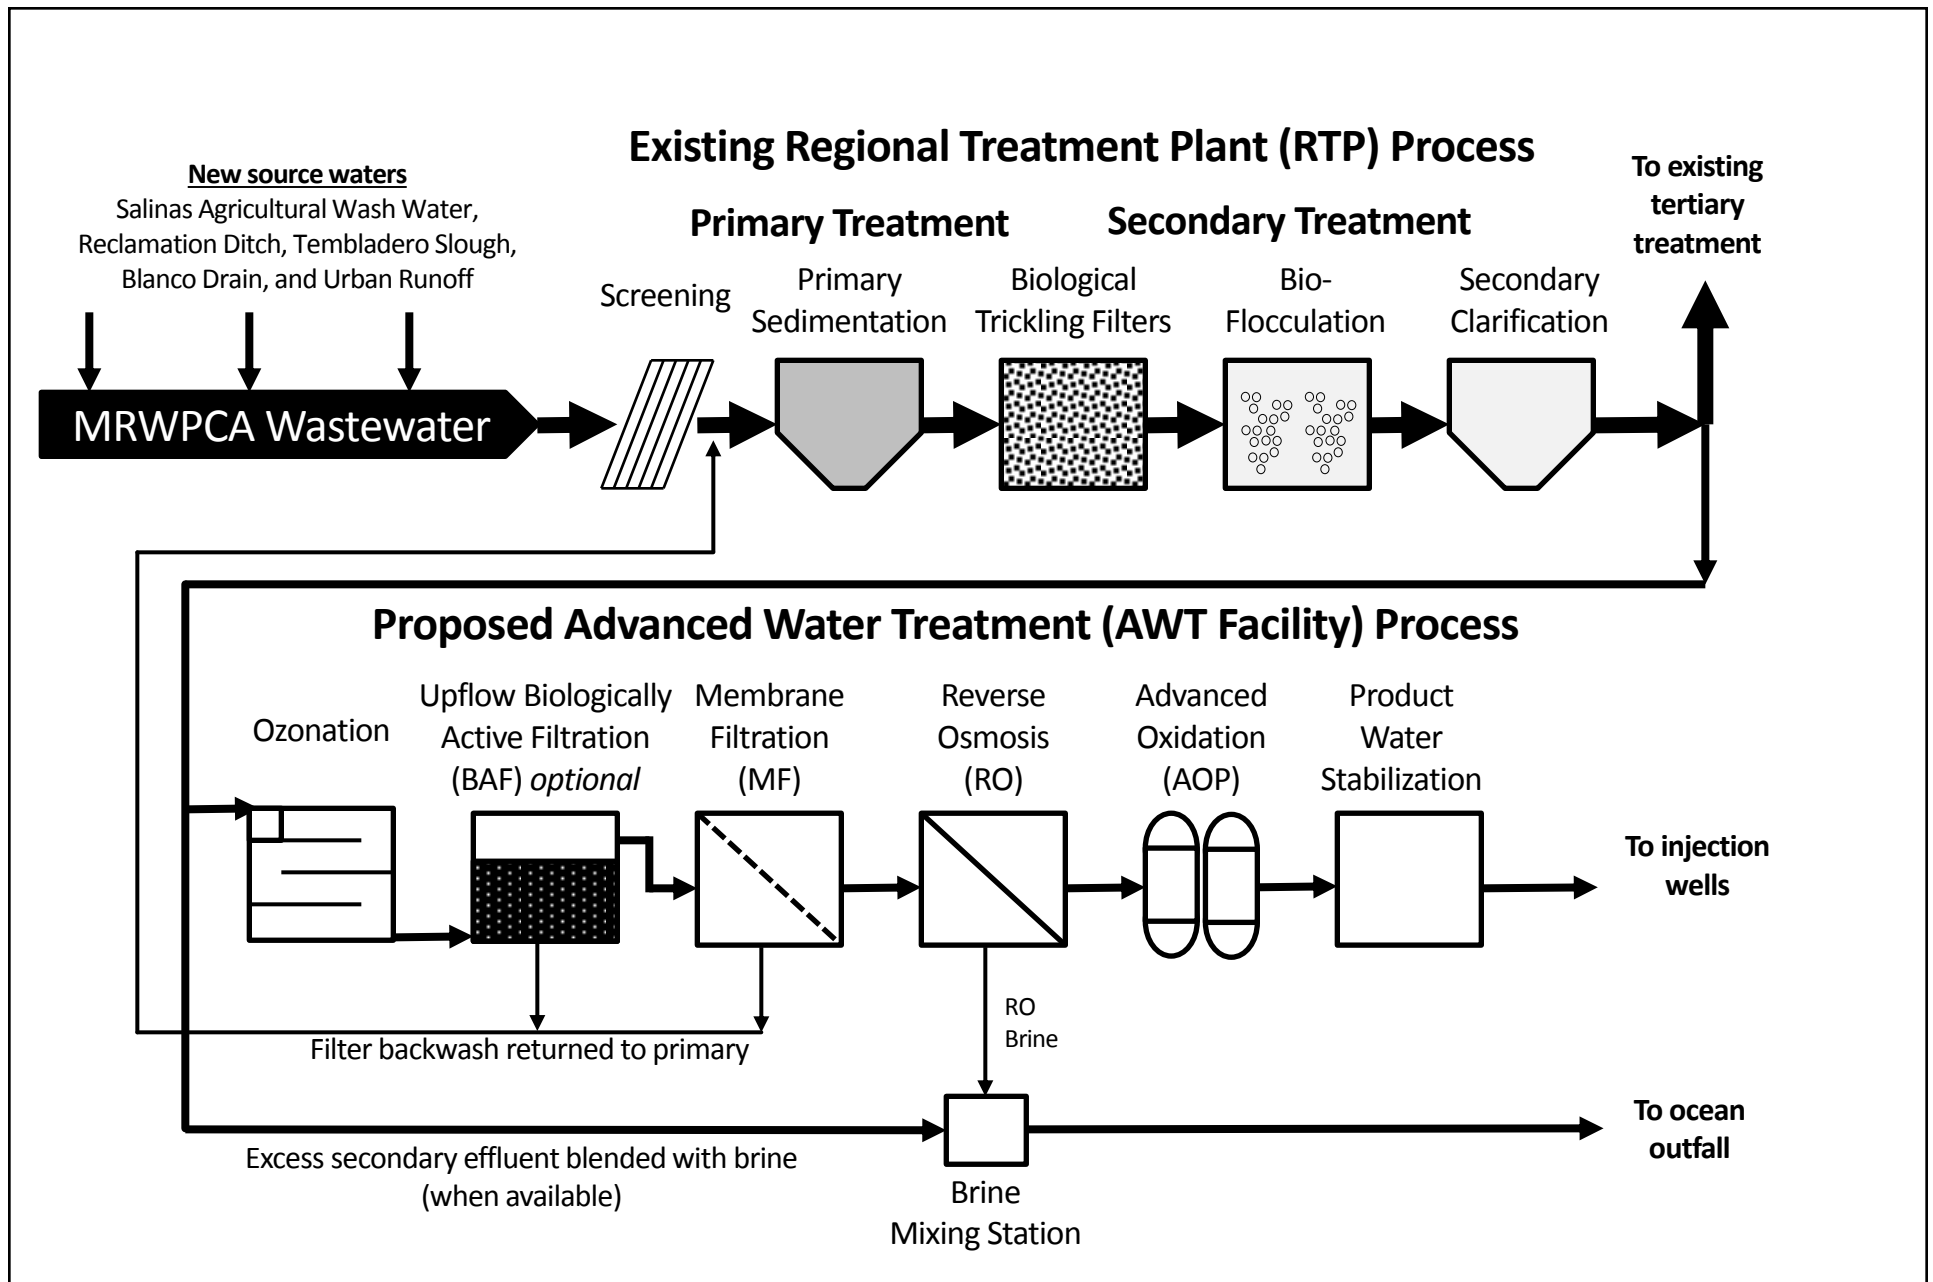 Existing Regional Treatment Plant (RTP) Process
New source waters
Salinas Agricultural Wash Water,
Reclamation Ditch, Tembladero Slough,
Blanco Drain, and Urban Runoff
Primary Treatment
Secondary Treatment
To existing
tertiary
treatment
Screening
Primary
Sedimentation
Biological
Trickling Filters
Bio-
Flocculation
Secondary
Clarification
MRWPCA Wastewater
Proposed Advanced Water Treatment (AWT Facility) Process
Ozonation
Upflow Biologically
Active Filtration
(BAF) optional
Membrane
Filtration
(MF)
Reverse
Osmosis
(RO)
Advanced
Oxidation
(AOP)
Product
Water
Stabilization
To injection
wells
RO
Brine
Filter backwash returned to primary
To ocean
outfall
Excess secondary effluent blended with brine
(when available)
Brine
Mixing Station